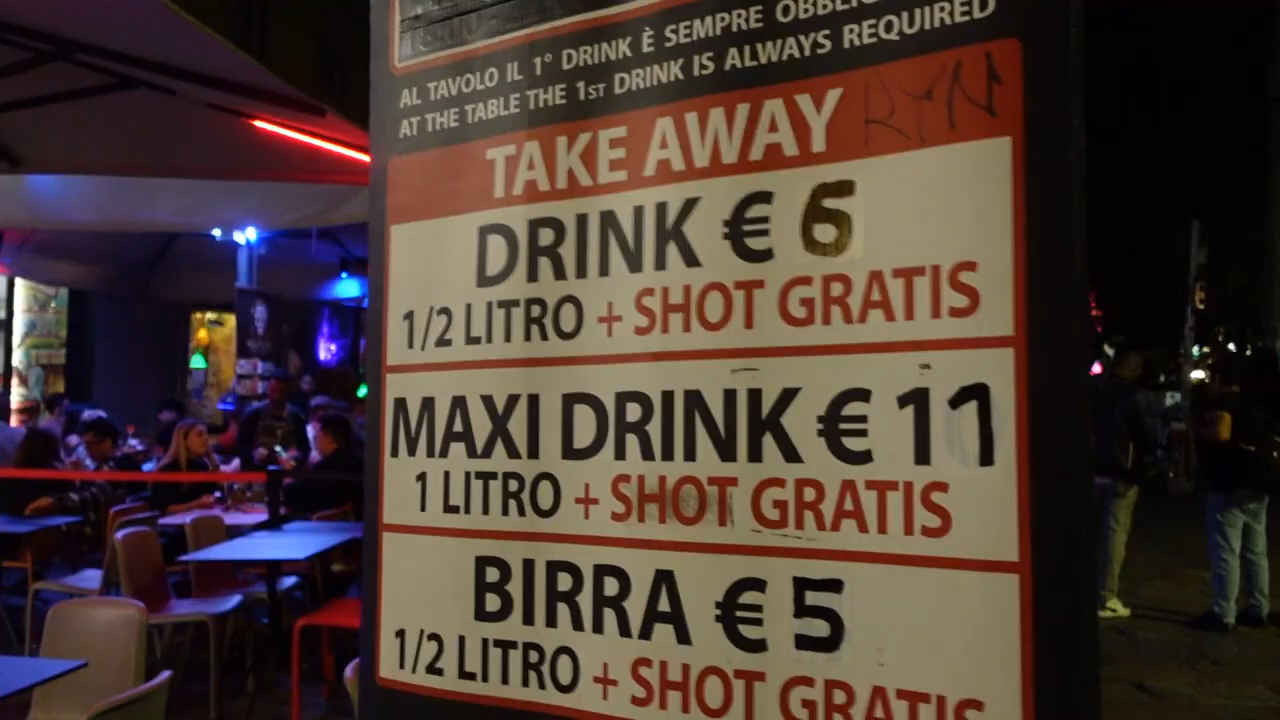 AL TAVOLO IL 1° DRINK È SEMPRE
AT THE TABLE THE 1ST DRINK IS ALWAYS REQUIRED
TAKE AWAY
DRINK € 6
1/2 LITRO + SHOT GRATIS
MAXI DRINK € 11
1 LITRO + SHOT GRATIS
BIRRA € 5
1/2 LITRO + SHOT GRATIS